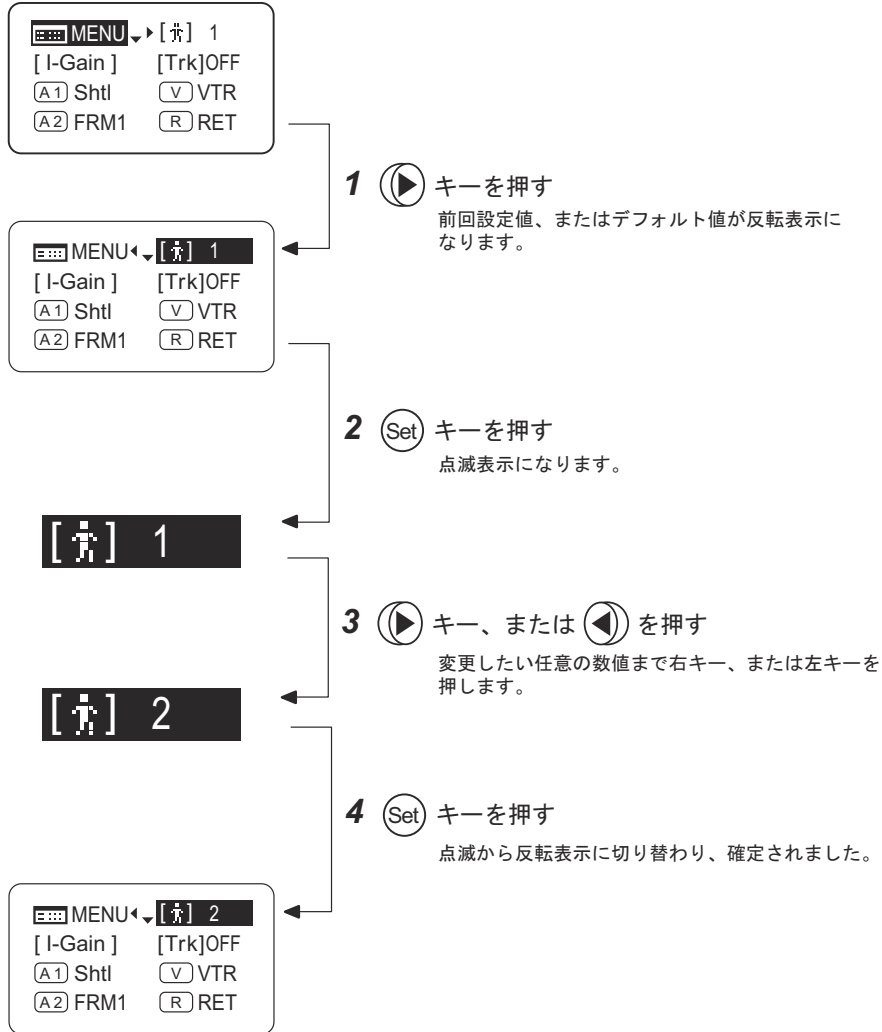 MENU [ ] 1
[ I-Gain ] [Trk]OFF
A1 Shtl V VTR
A2 FRM1 R RET
1 キーを押す
前回設定値、またはデフォルト値が反転表示に
なります。
MENU [ ] 1
[ I-Gain ] [Trk]OFF
A1 Shtl V VTR
A2 FRM1 R RET
2 Set キーを押す
点滅表示になります。
[ ] 1
3 キー、または を押す
変更したい任意の数値まで右キー、または左キーを
押します。
[ ] 2
4 Set キーを押す
点滅から反転表示に切り替わり、確定されました。
MENU [ ] 2
[ I-Gain ] [Trk]OFF
A1 Shtl V VTR
A2 FRM1 R RET